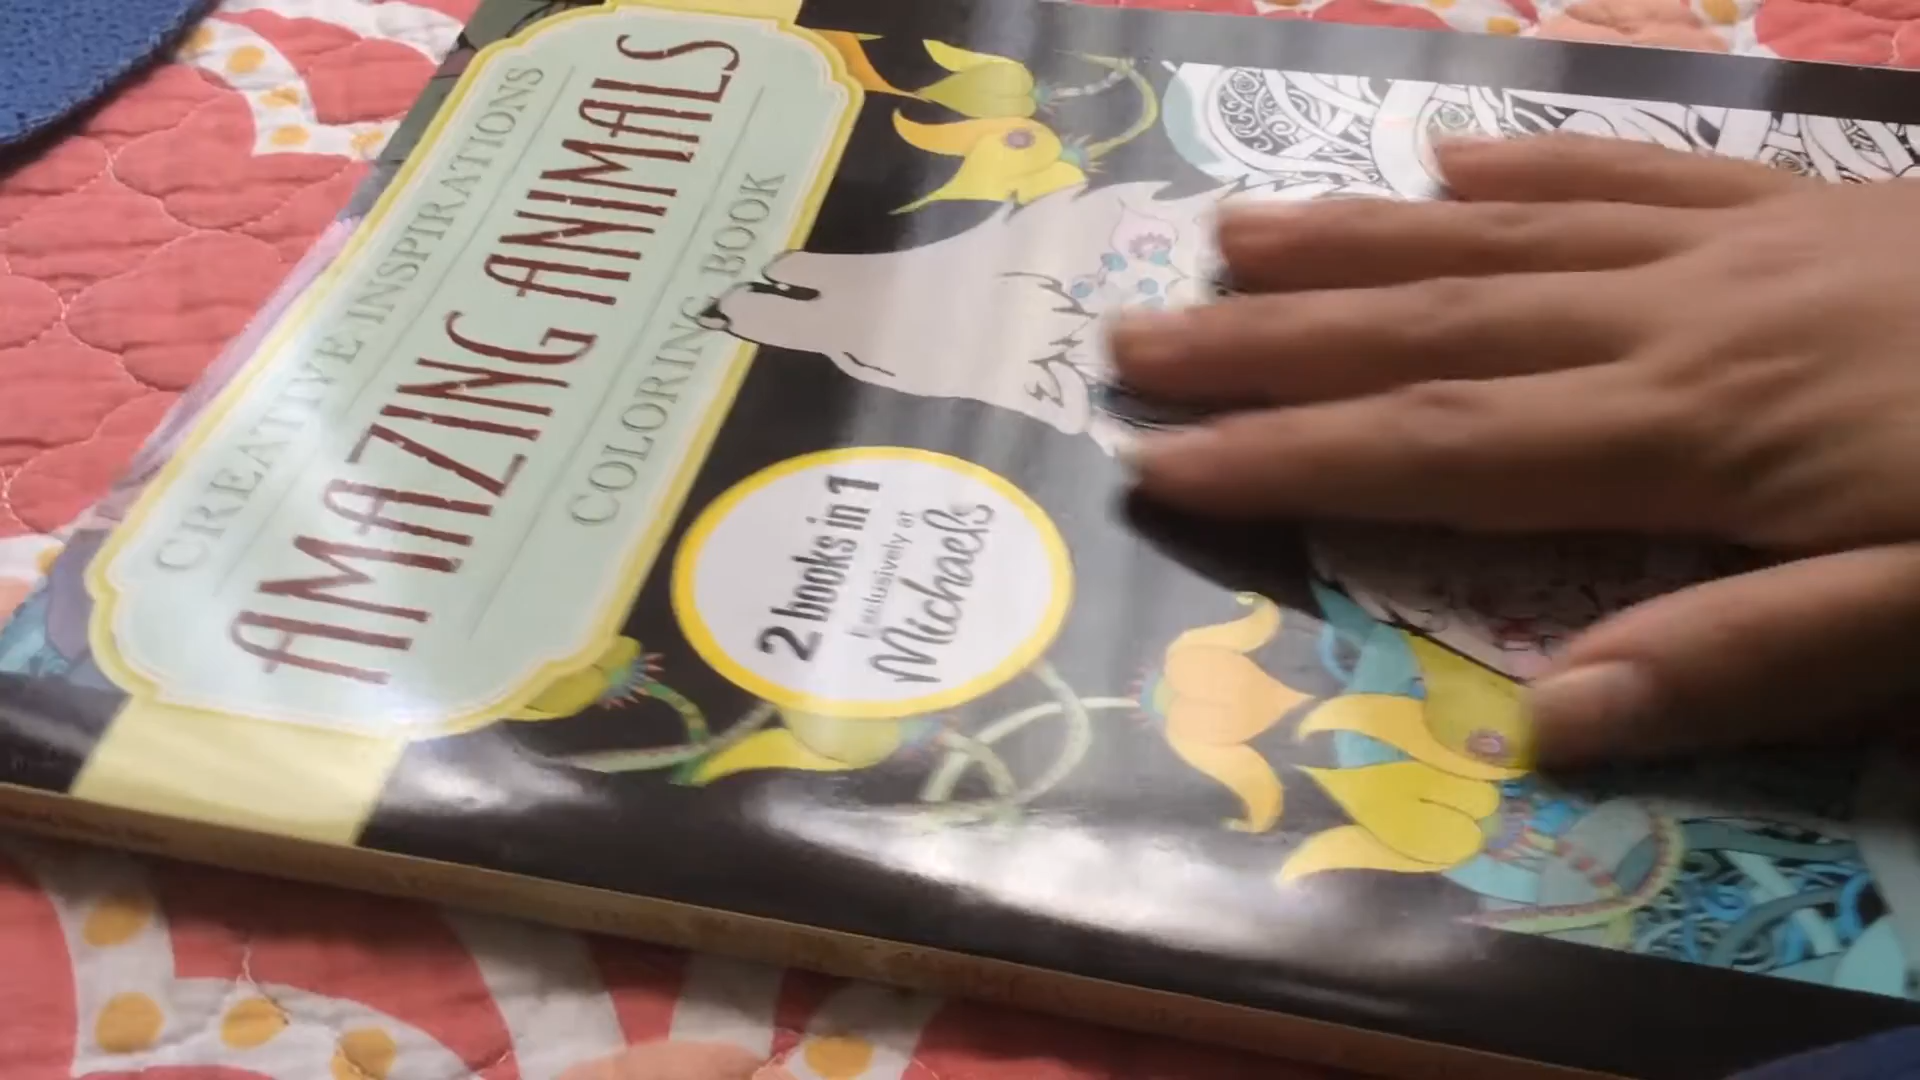 CREATIVE INSPIRATIONS
AMAZING ANIMALS
COLORING BOOK
2 books in 1
Exclusively at
Michaels